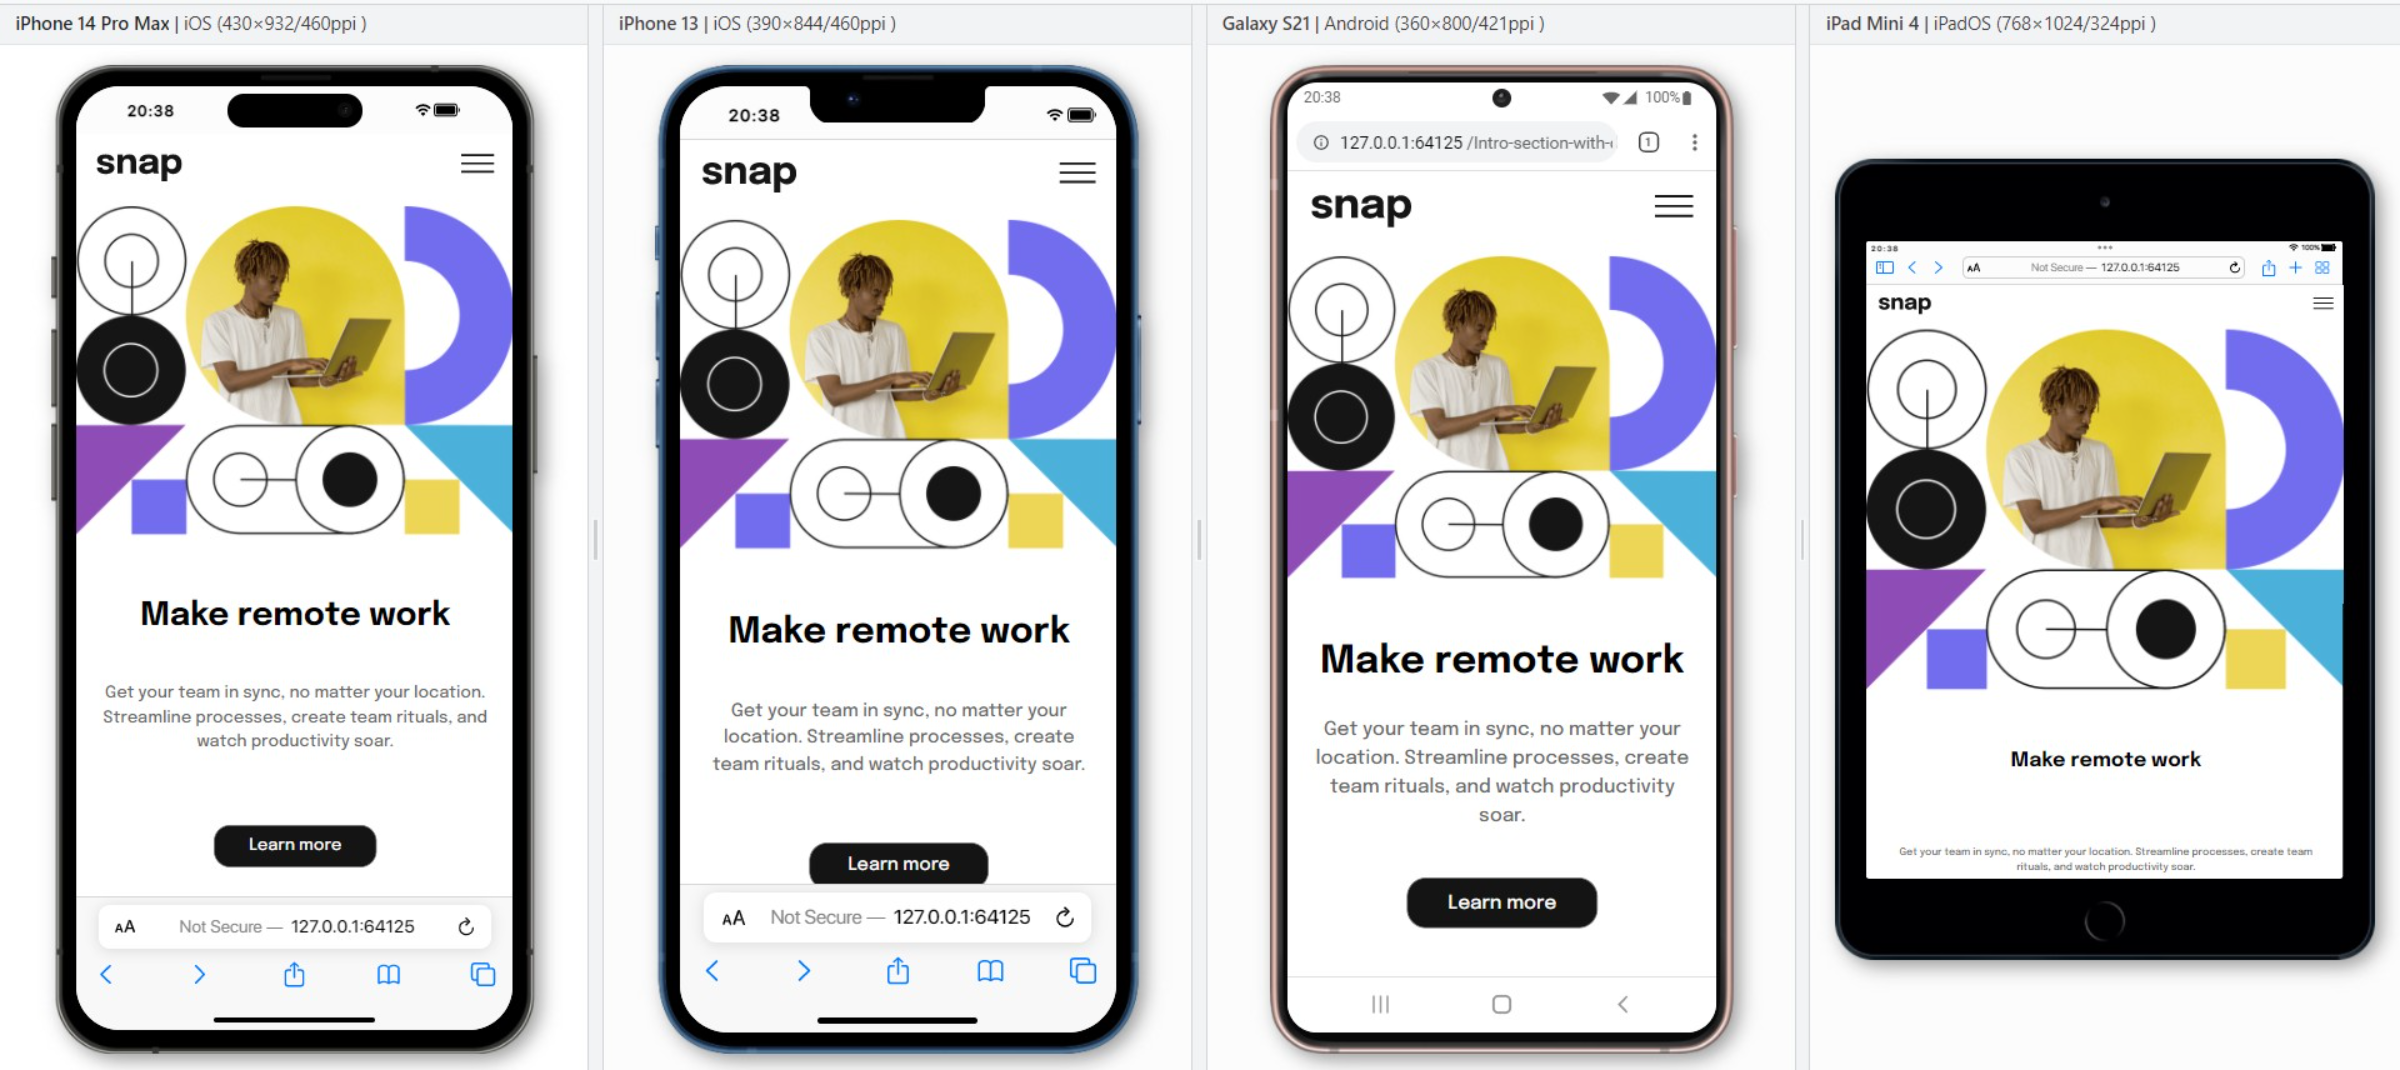 iPhone 14 Pro Max | iOS (430×932/460ppi )
20:38
snap
Make remote work
Get your team in sync, no matter your location.
Streamline processes, create team rituals, and
watch productivity soar.
Learn more
AA Not Secure — 127.0.0.1:64125
iPhone 13 | iOS (390×844/460ppi )
20:38
snap
Make remote work
Get your team in sync, no matter your
location. Streamline processes, create
team rituals, and watch productivity soar.
Learn more
AA Not Secure — 127.0.0.1:64125
Galaxy S21 | Android (360×800/421ppi )
20:38 100%
127.0.0.1:64125 /Intro-section-with-
1
snap
Make remote work
Get your team in sync, no matter your
location. Streamline processes, create
team rituals, and watch productivity
soar.
Learn more
iPad Mini 4 | iPadOS (768×1024/324ppi )
20:38 100%
AA Not Secure — 127.0.0.1:64125
snap
Make remote work
Get your team in sync, no matter your location. Streamline processes, create team
rituals, and watch productivity soar.